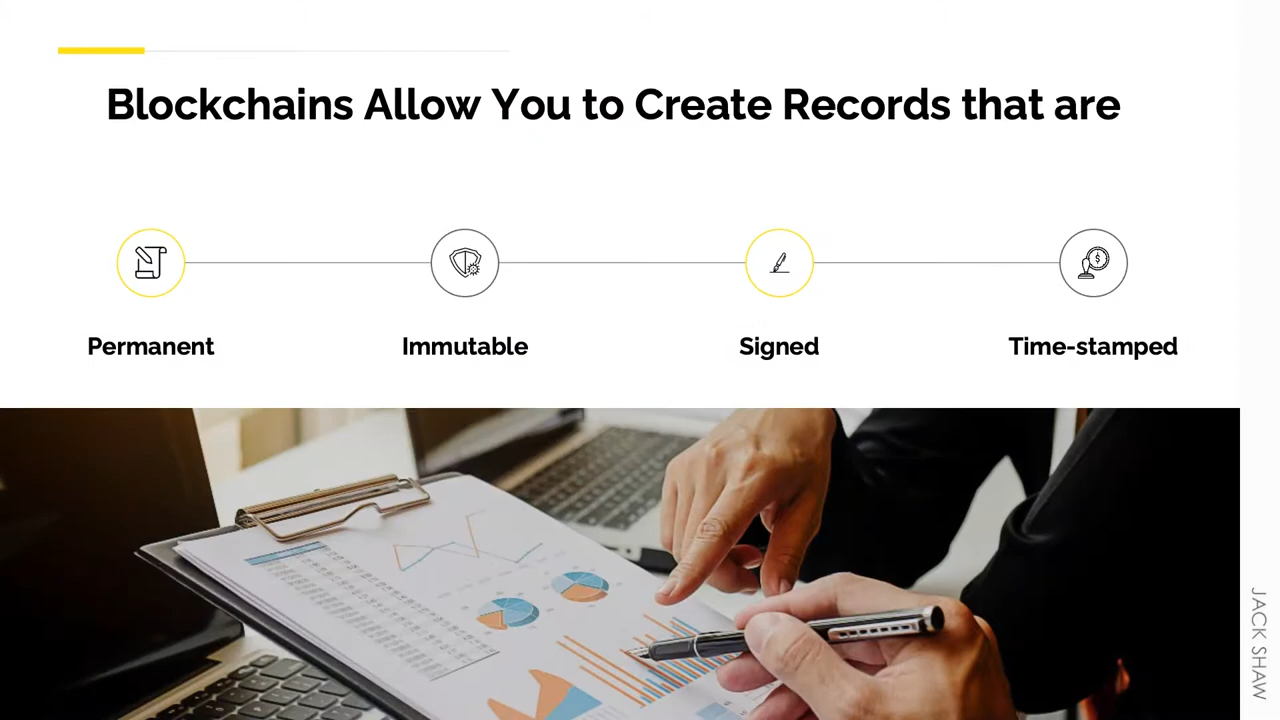 Blockchains Allow You to Create Records that are
Permanent
Immutable
Signed
Time-stamped
JACK SHAW